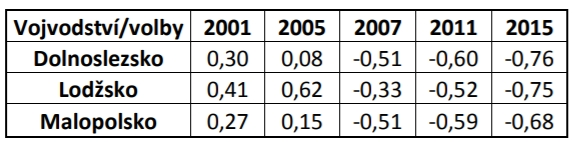 Vojvodství/volby 2001 2005 2007 2011 2015
Dolnoslezsko 0,30 0,08 -0,51 -0,60 -0,76
Lodžsko 0,41 0,62 -0,33 -0,52 -0,75
Malopolsko 0,27 0,15 -0,51 -0,59 -0,68